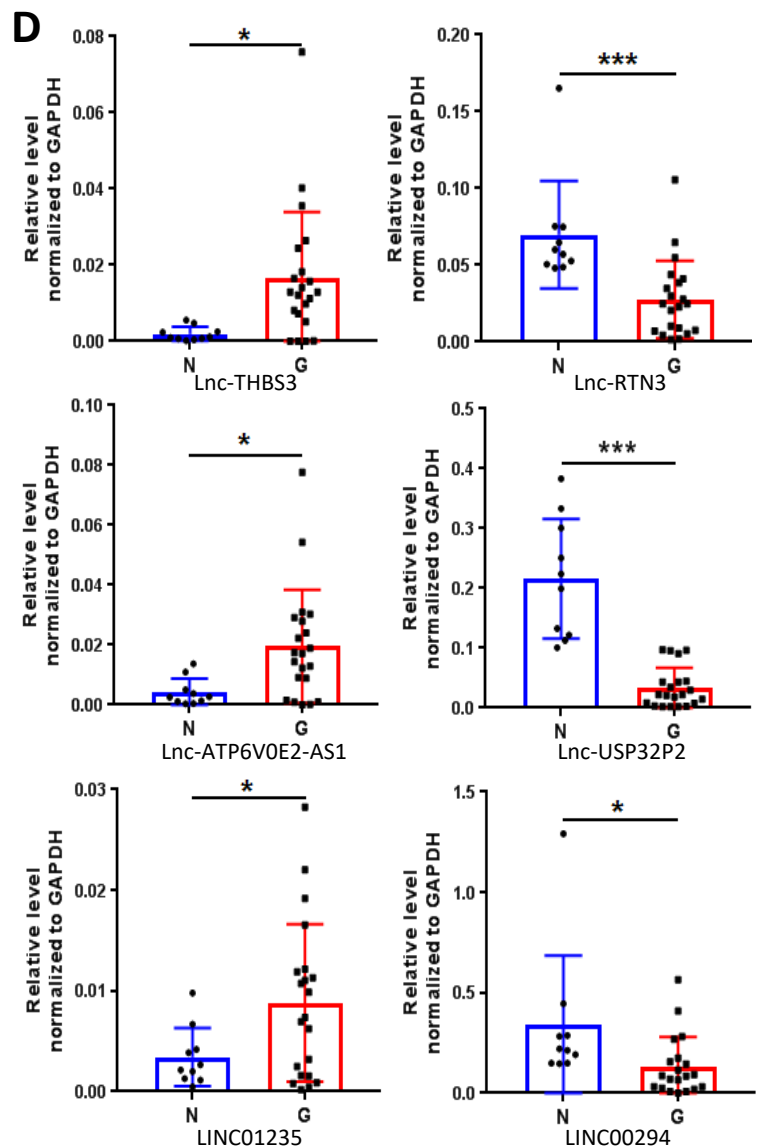 D
*
Relative level
normalized to GAPDH
0.08
0.06
0.04
0.02
0.00
N G
Lnc-THBS3
***
Relative level
normalized to GAPDH
0.20
0.15
0.10
0.05
0.00
N G
Lnc-RTN3
*
Relative level
normalized to GAPDH
0.10
0.08
0.06
0.04
0.02
0.00
N G
Lnc-ATP6V0E2-AS1
***
Relative level
normalized to GAPDH
0.5
0.4
0.3
0.2
0.1
0.0
N G
Lnc-USP32P2
*
Relative level
normalized to GAPDH
0.03
0.02
0.01
0.00
N G
LINC01235
*
Relative level
normalized to GAPDH
1.5
1.0
0.5
0.0
N G
LINC00294